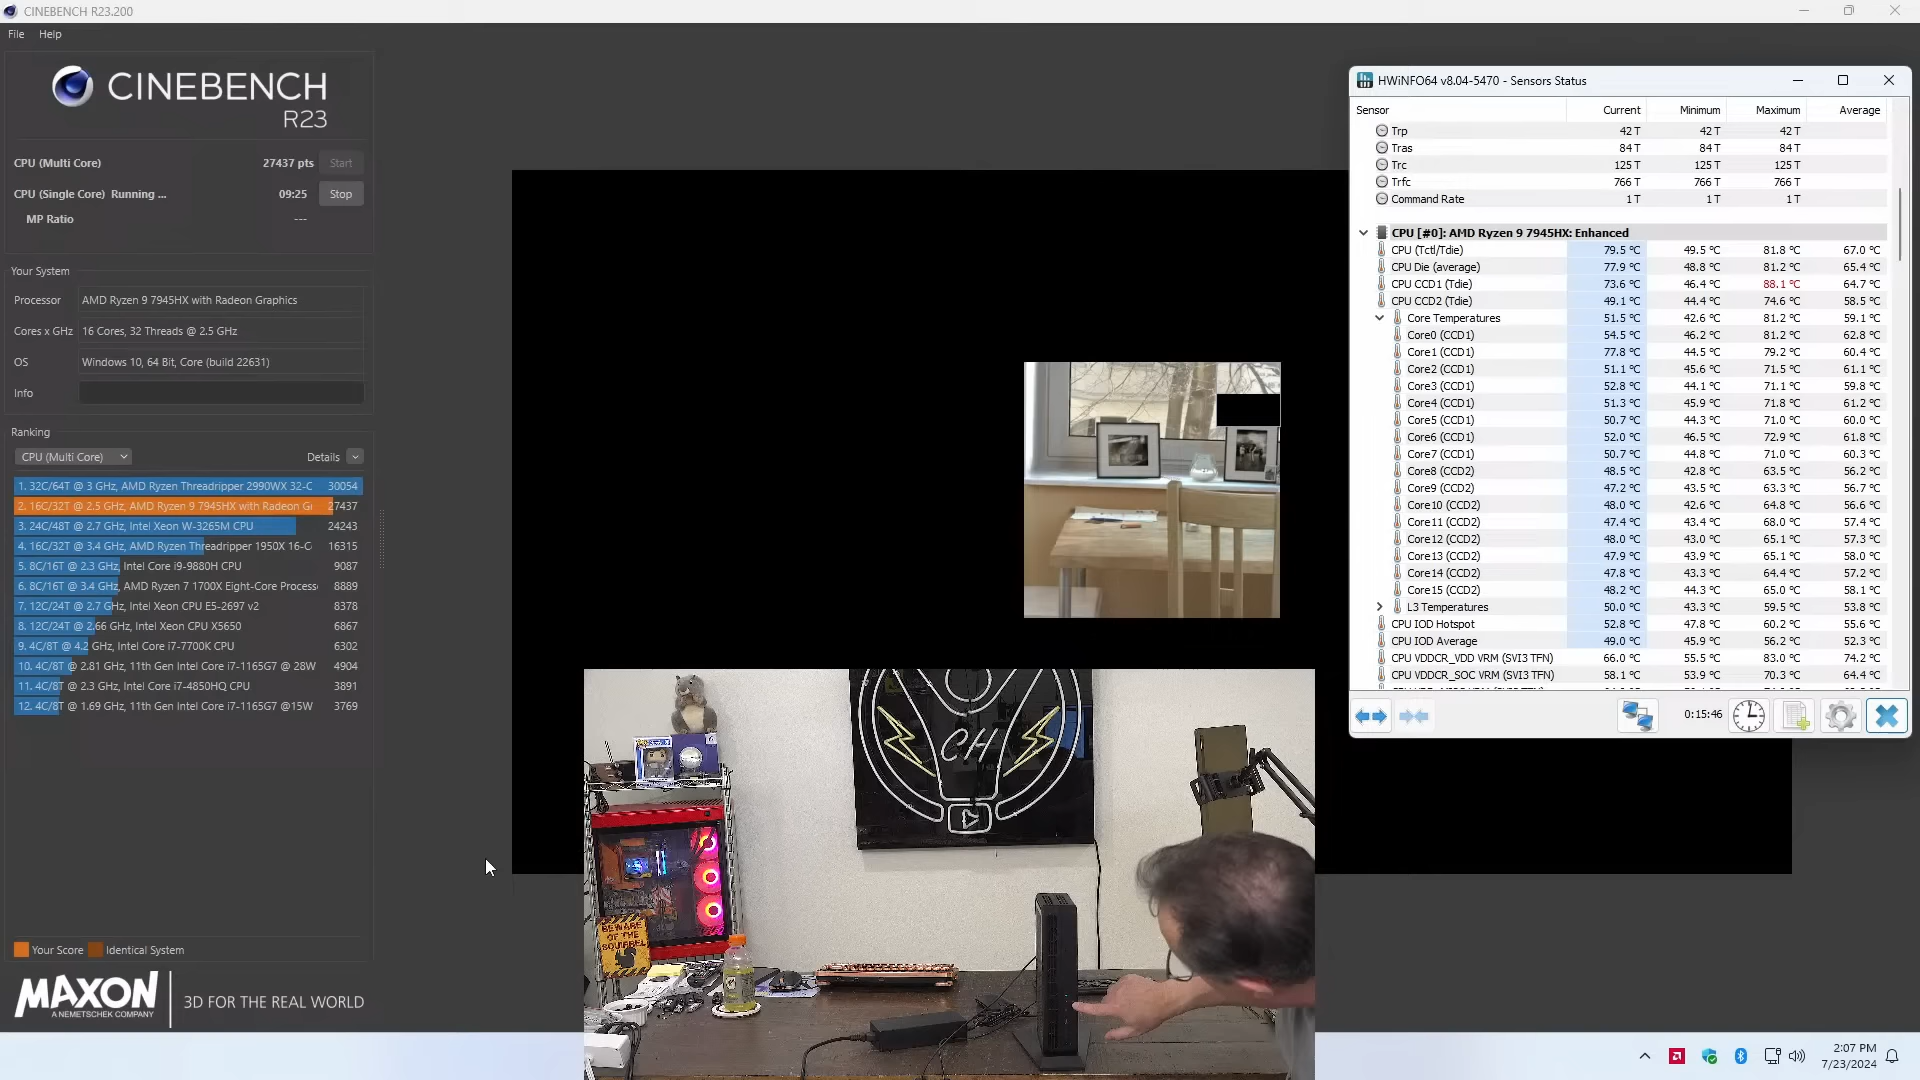 CINEBENCH R23.200
File Help
CINEBENCH
R23
CPU (Multi Core) 27437 pts Start
CPU (Single Core) Running ... 09:25 Stop
MP Ratio ---
Your System
Processor AMD Ryzen 9 7945HX with Radeon Graphics
Cores x GHz 16 Cores, 32 Threads @ 2.5 GHz
OS Windows 10, 64 Bit, Core (build 22631)
Info
Ranking
CPU (Multi Core) Details
1. 32C/64T @ 3 GHz, AMD Ryzen Threadripper 2990WX 32-C 30054
2. 16C/32T @ 2.5 GHz, AMD Ryzen 9 7945HX with Radeon Gi 27437
3. 24C/48T @ 2.7 GHz, Intel Xeon W-3265M CPU 24243
4. 16C/32T @ 3.4 GHz, AMD Ryzen Threadripper 1950X 16-C 16315
5. 8C/16T @ 2.3 GHz, Intel Core i9-9880H CPU 9087
6. 8C/16T @ 3.4 GHz, AMD Ryzen 7 1700X Eight-Core Process 8889
7. 12C/24T @ 2.7 GHz, Intel Xeon CPU E5-2697 v2 8378
8. 12C/24T @ 2.66 GHz, Intel Xeon CPU X5650 6867
9. 4C/8T @ 4.2 GHz, Intel Core i7-7700K CPU 6302
10. 4C/8T @ 2.81 GHz, 11th Gen Intel Core i7-1165G7 @ 28W 4904
11. 4C/8T @ 2.3 GHz, Intel Core i7-4850HQ CPU 3891
12. 4C/8T @ 1.69 GHz, 11th Gen Intel Core i7-1165G7 @15W 3769
Your Score Identical System
MAXON
A NEMETSCHEK COMPANY
3D FOR THE REAL WORLD
HWiNFO64 v8.04-5470 - Sensors Status
Sensor Current Minimum Maximum Average
Trp 42 T 42 T 42 T
Tras 84 T 84 T 84 T
Trc 125 T 125 T 125 T
Trfc 766 T 766 T 766 T
Command Rate 1 T 1 T 1 T
CPU [#0]: AMD Ryzen 9 7945HX: Enhanced
CPU (Tctl/Tdie) 79.5 °C 49.5 °C 81.8 °C 67.0 °C
CPU Die (average) 77.9 °C 48.8 °C 81.2 °C 65.4 °C
CPU CCD1 (Tdie) 73.6 °C 46.4 °C 88.1 °C 64.7 °C
CPU CCD2 (Tdie) 49.1 °C 44.4 °C 74.6 °C 58.5 °C
Core Temperatures 51.5 °C 42.6 °C 81.2 °C 59.1 °C
Core0 (CCD1) 54.5 °C 46.2 °C 81.2 °C 62.8 °C
Core1 (CCD1) 77.8 °C 44.5 °C 79.2 °C 60.4 °C
Core2 (CCD1) 51.1 °C 45.6 °C 71.5 °C 61.1 °C
Core3 (CCD1) 52.8 °C 44.1 °C 71.1 °C 59.8 °C
Core4 (CCD1) 51.3 °C 45.9 °C 71.8 °C 61.2 °C
Core5 (CCD1) 50.7 °C 44.3 °C 71.0 °C 60.0 °C
Core6 (CCD1) 52.0 °C 46.5 °C 72.9 °C 61.8 °C
Core7 (CCD1) 50.7 °C 44.8 °C 71.0 °C 60.3 °C
Core8 (CCD2) 48.5 °C 42.8 °C 63.5 °C 56.2 °C
Core9 (CCD2) 47.2 °C 43.5 °C 63.3 °C 56.7 °C
Core10 (CCD2) 48.0 °C 42.6 °C 64.8 °C 56.6 °C
Core11 (CCD2) 47.4 °C 43.4 °C 68.0 °C 57.4 °C
Core12 (CCD2) 48.0 °C 43.0 °C 65.1 °C 57.3 °C
Core13 (CCD2) 47.9 °C 43.9 °C 65.1 °C 58.0 °C
Core14 (CCD2) 47.8 °C 43.3 °C 64.4 °C 57.2 °C
Core15 (CCD2) 48.2 °C 44.3 °C 65.0 °C 58.1 °C
L3 Temperatures 50.0 °C 43.3 °C 59.5 °C 53.8 °C
CPU IOD Hotspot 52.8 °C 47.8 °C 60.2 °C 55.6 °C
CPU IOD Average 49.0 °C 45.9 °C 56.2 °C 52.3 °C
CPU VDDCR_VDD VRM (SVI3 TFN) 66.0 °C 55.5 °C 83.0 °C 74.2 °C
CPU VDDCR_SOC VRM (SVI3 TFN) 58.1 °C 53.9 °C 70.3 °C 64.4 °C
0:15:46
CH
BEWARE
OF THE
SQUIRREL
2:07 PM
7/23/2024